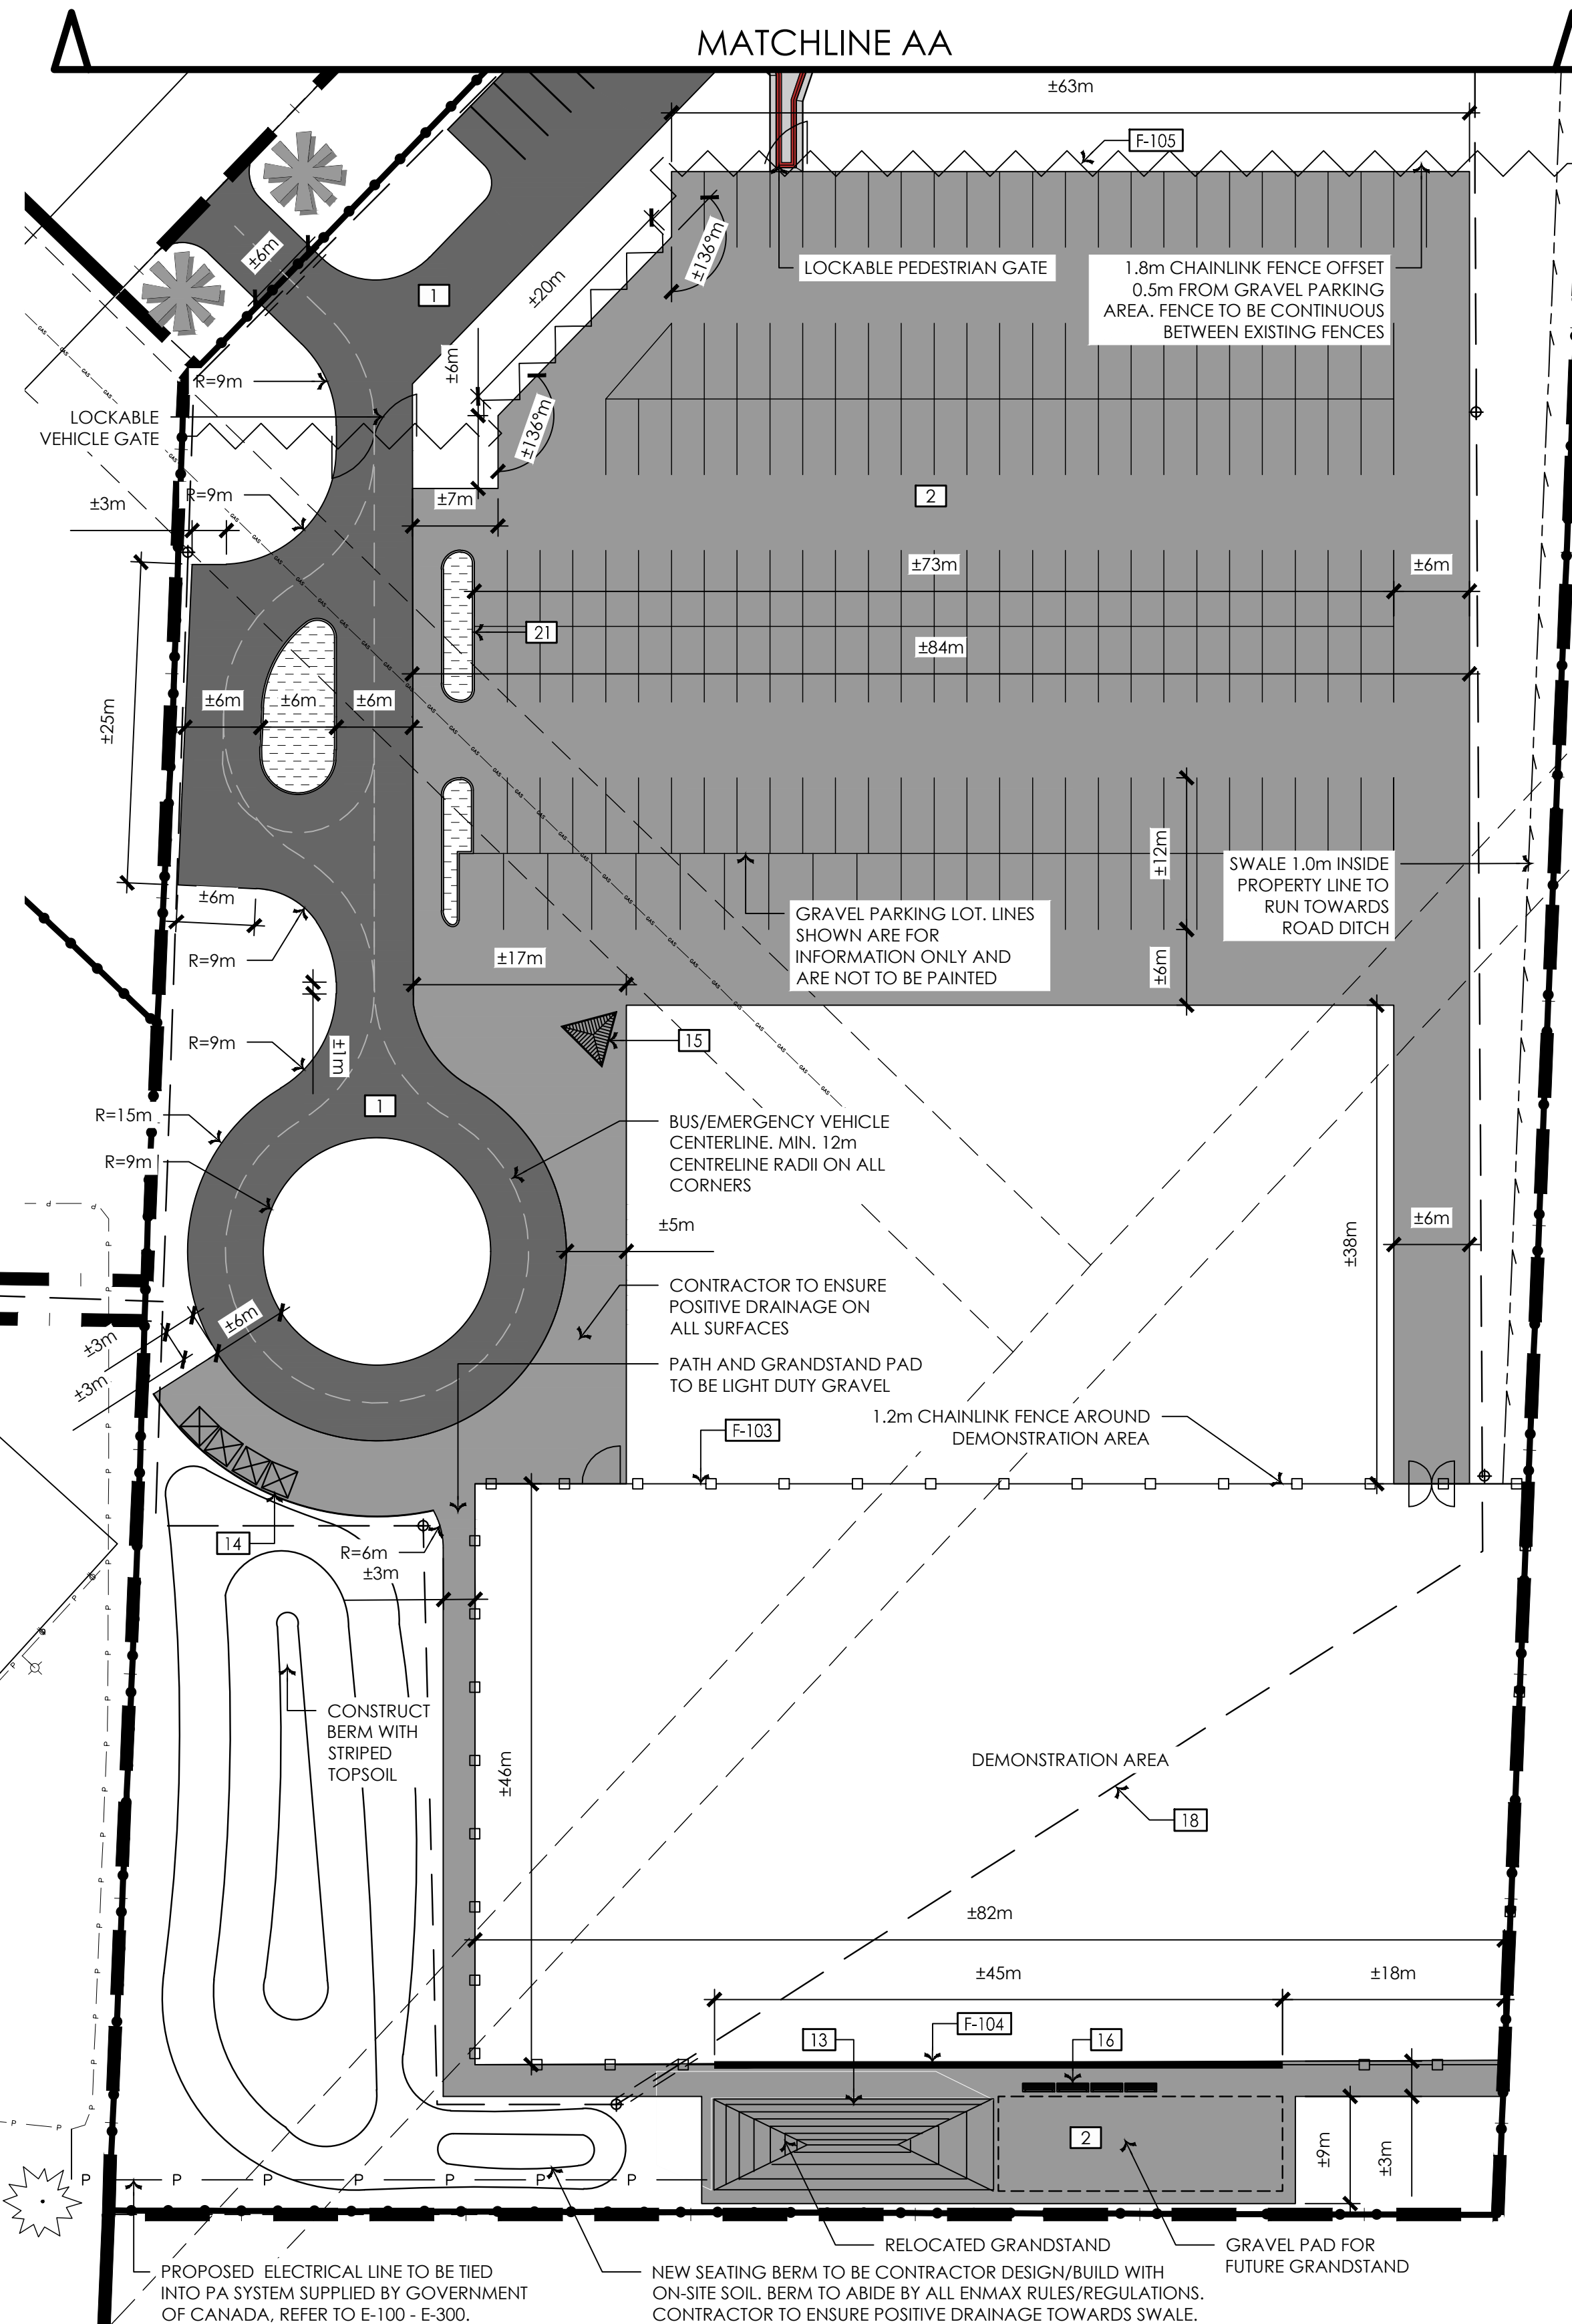 MATCHLINE AA
±63m
F-105
±6m
±136°m
LOCKABLE PEDESTRIAN GATE
1.8m CHAINLINK FENCE OFFSET
0.5m FROM GRAVEL PARKING
AREA. FENCE TO BE CONTINUOUS
BETWEEN EXISTING FENCES
1
±20m
GAS
±6m
R=9m
LOCKABLE
VEHICLE GATE
±136°m
±3m
R=9m
±7m
2
±73m
±6m
21
±84m
±25m
±6m
±6m
±6m
±12m
SWALE 1.0m INSIDE
PROPERTY LINE TO
RUN TOWARDS
ROAD DITCH
±6m
GRAVEL PARKING LOT. LINES
SHOWN ARE FOR
INFORMATION ONLY AND
ARE NOT TO BE PAINTED
R=9m
±17m
±6m
15
R=9m
±1m
1
R=15m
R=9m
BUS/EMERGENCY VEHICLE
CENTERLINE. MIN. 12m
CENTRELINE RADII ON ALL
CORNERS
±5m
±38m
±6m
CONTRACTOR TO ENSURE
POSITIVE DRAINAGE ON
ALL SURFACES
±6m
±3m
±3m
PATH AND GRANDSTAND PAD
TO BE LIGHT DUTY GRAVEL
F-103
1.2m CHAINLINK FENCE AROUND
DEMONSTRATION AREA
14
R=6m
±3m
CONSTRUCT
BERM WITH
STRIPED
TOPSOIL
±46m
DEMONSTRATION AREA
18
±82m
±45m
±18m
13
F-104
16
2
±9m
±3m
P P P P P P P
RELOCATED GRANDSTAND
GRAVEL PAD FOR
FUTURE GRANDSTAND
PROPOSED ELECTRICAL LINE TO BE TIED
INTO PA SYSTEM SUPPLIED BY GOVERNMENT
OF CANADA, REFER TO E-100 - E-300.
NEW SEATING BERM TO BE CONTRACTOR DESIGN/BUILD WITH
ON-SITE SOIL. BERM TO ABIDE BY ALL ENMAX RULES/REGULATIONS.
CONTRACTOR TO ENSURE POSITIVE DRAINAGE TOWARDS SWALE.